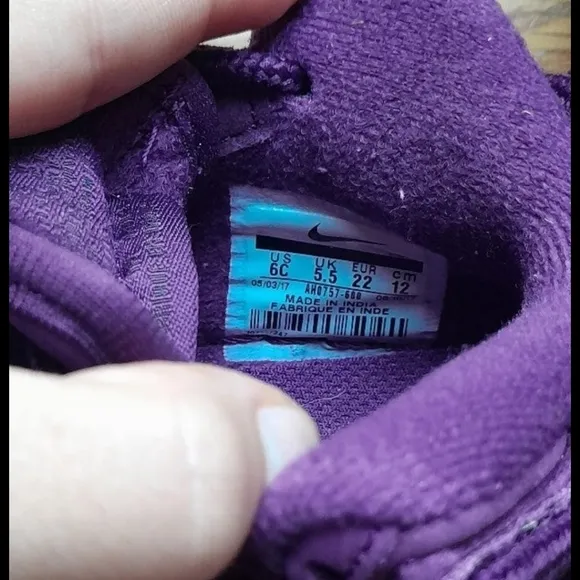 US UK EUR cm
6C 5.5 22 12
05/03/17 AH0757-600
MADE IN INDIA
FABRIQUE EN INDE